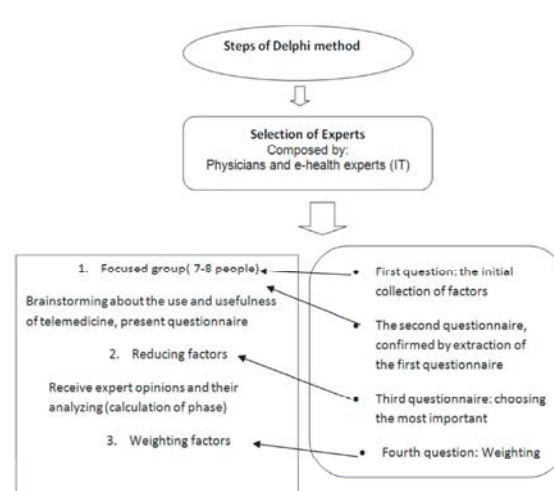 Steps of Delphi method
Selection of Experts
Composed by:
Physicians and e-health experts (IT)
1. Focused group( 7-8 people)
Brainstorming about the use and usefulness
of telemedicine, present questionnaire
2. Reducing factors
Receive expert opinions and their
analyzing (calculation of phase)
3. Weighting factors
• First question: the initial
collection of factors
• The second questionnaire,
confirmed by extraction of
the first questionnaire
• Third questionnaire: choosing
the most important
• Fourth question: Weighting